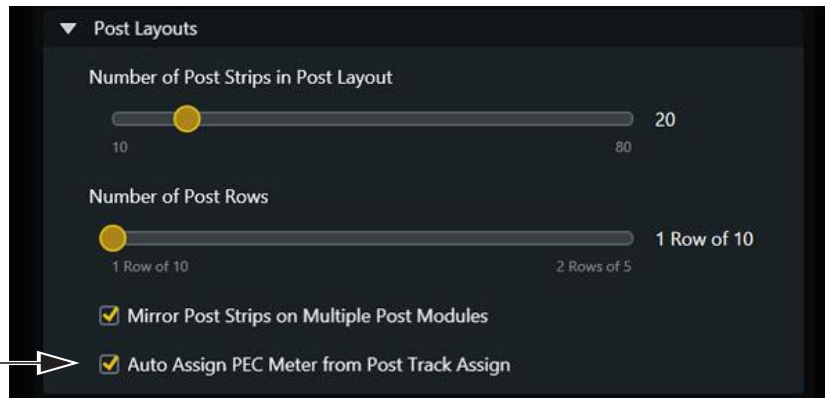 Post Layouts
Number of Post Strips in Post Layout
20
10 80
Number of Post Rows
1 Row of 10
1 Row of 10 2 Rows of 5
Mirror Post Strips on Multiple Post Modules
Auto Assign PEC Meter from Post Track Assign